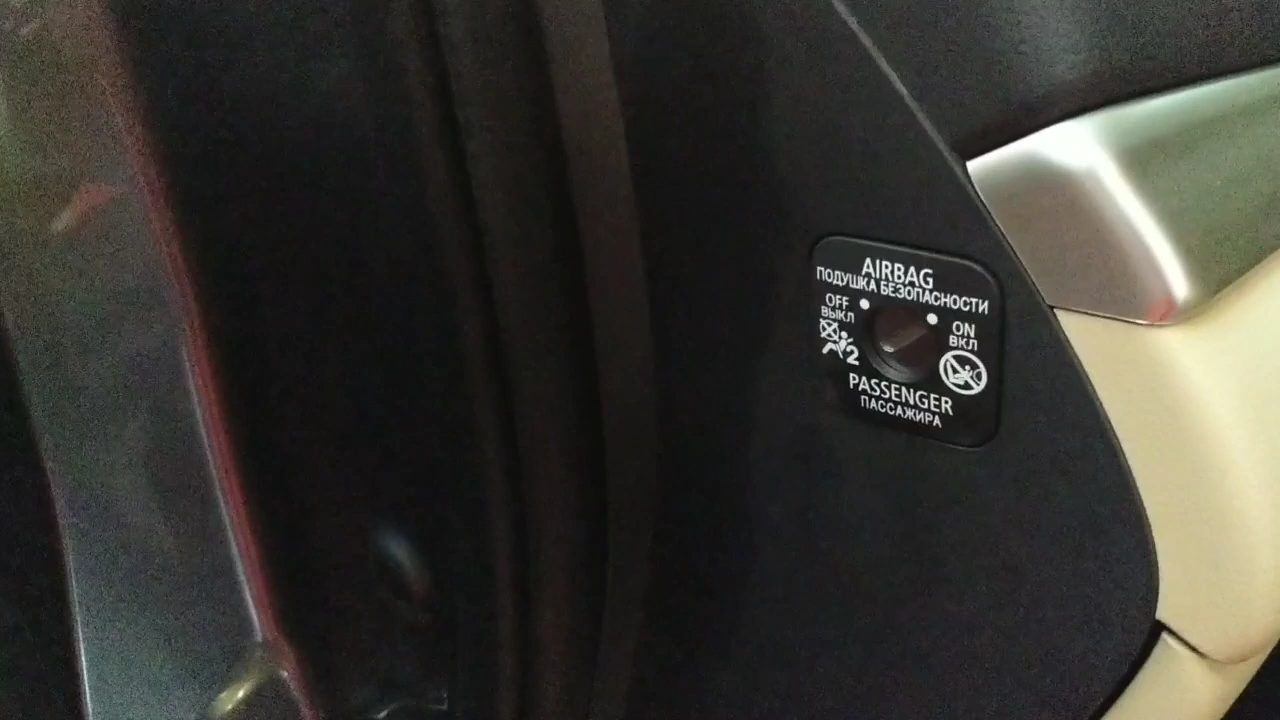 AIRBAG
ПОДУШКА БЕЗОПАСНОСТИ
OFF
ВЫКЛ
ON
ВКЛ
2
PASSENGER
ПАССАЖИРА